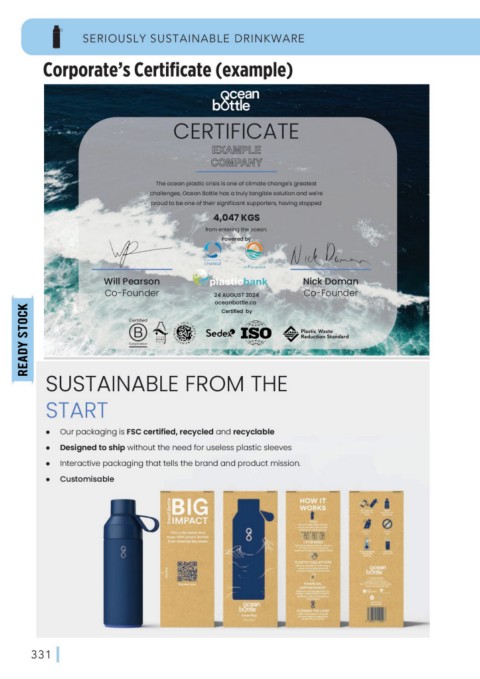 SERIOUSLY SUSTAINABLE DRINKWARE
Corporate's Certificate (example)
ocean
bottle
CERTIFICATE
EXAMPLE
COMPANY
The ocean plastic crisis is one of climate change's greatest
challenges, Ocean Bottle has a truly tangible solution and we're
proud to be one of their significant supporters, having stopped
4,047 KGS
from entering the ocean.
Powered by
Will Pearson
Co-Founder
plasticbank
24 AUGUST 2024
oceanbottle.co
Certified by
Nick Doman
Nick Doman
Co-Founder
Certified
B
Corporation
Sedex
ISO
Plastic Waste
Reduction Standard
READY STOCK
SUSTAINABLE FROM THE
START
● Our packaging is FSC certified, recycled and recyclable
● Designed to ship without the need for useless plastic sleeves
● Interactive packaging that tells the brand and product mission.
● Customisable
BIG
IMPACT
ocean
bottle
HOW IT
WORKS
ocean
bottle
331